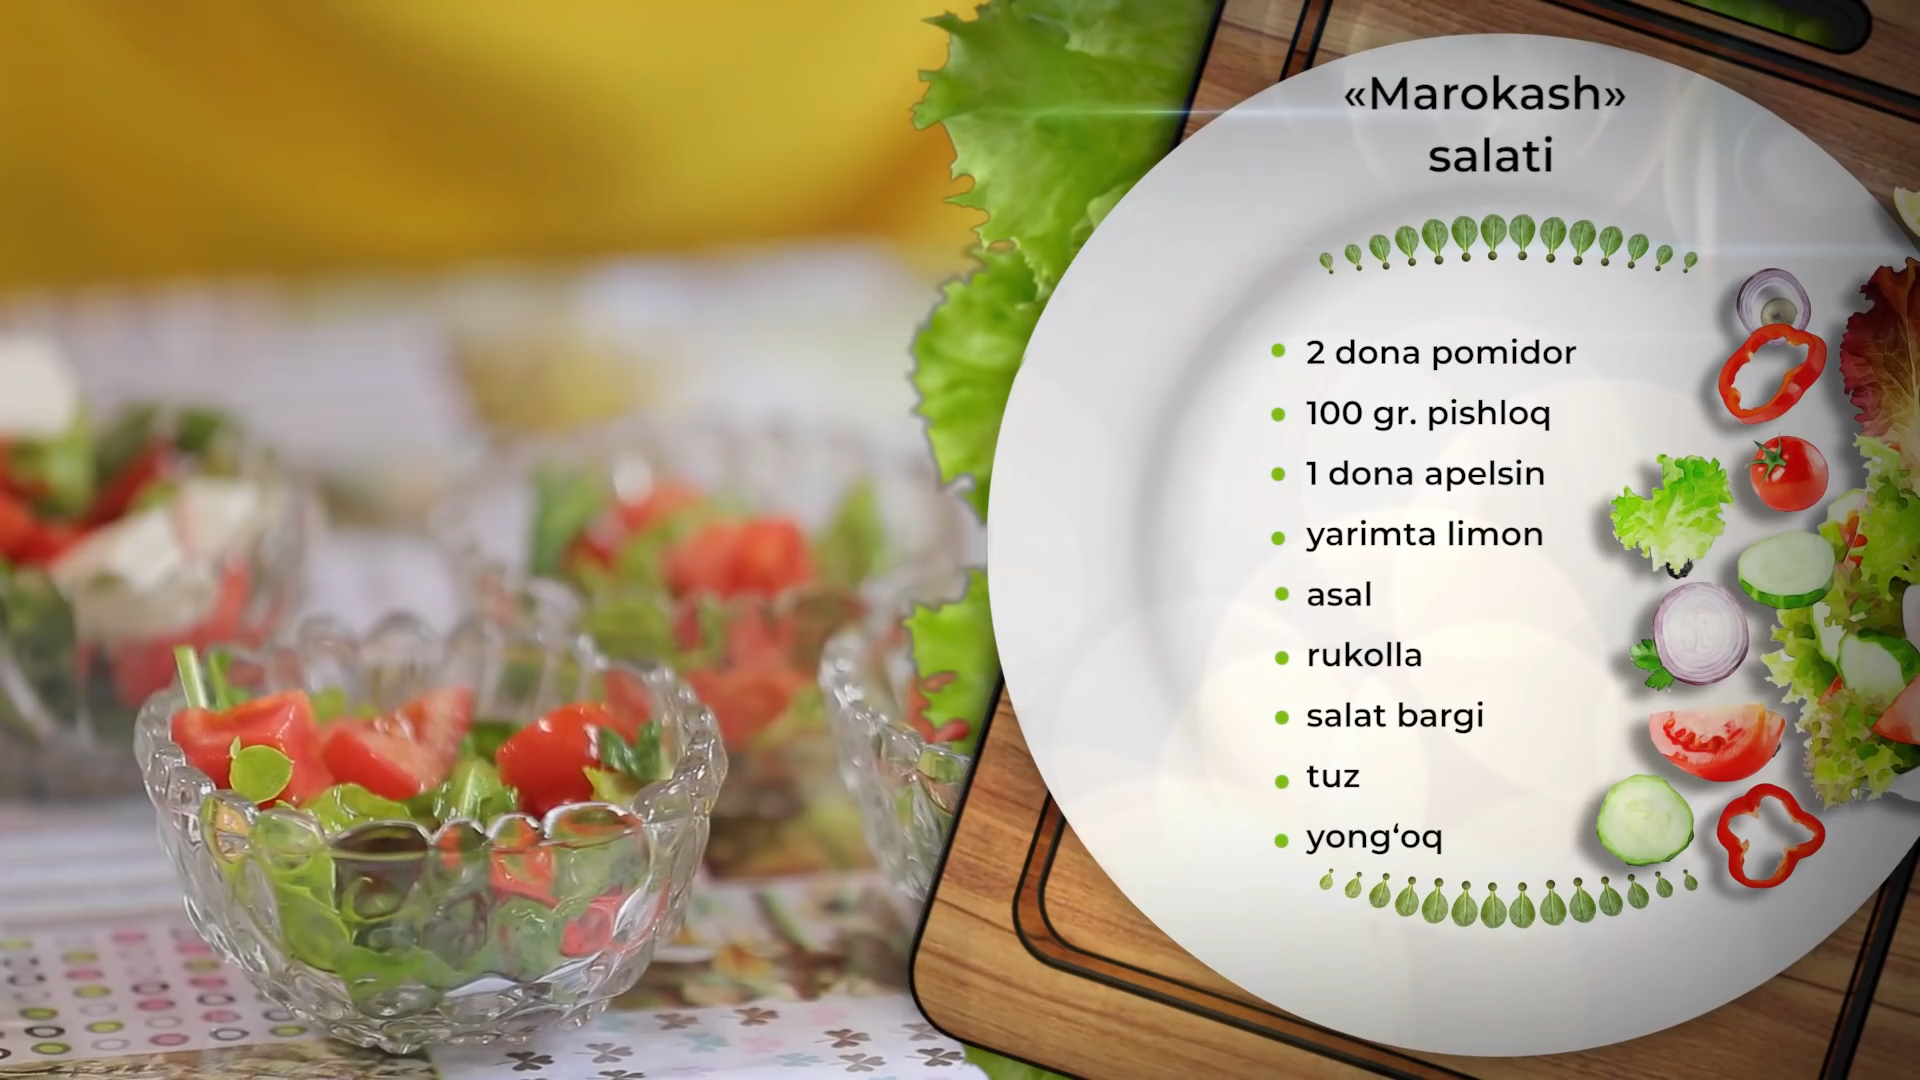 «Marokash»
salati
2 dona pomidor
100 gr. pishloq
1 dona apelsin
yarimta limon
asal
rukolla
salat bargi
tuz
yong‘oq